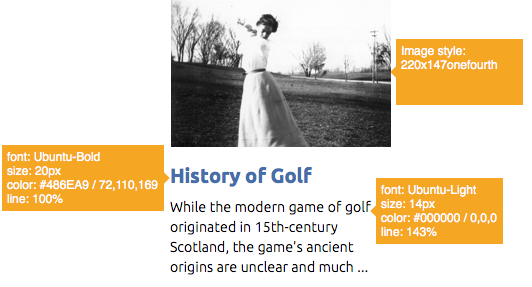 Image style:
220x147onefourth
font: Ubuntu-Bold
size: 20px
color: #486EA9 / 72,110,169
line: 100%
History of Golf
While the modern game of golf
originated in 15th-century
Scotland, the game's ancient
origins are unclear and much ...
font: Ubuntu-Light
size: 14px
color: #000000 / 0,0,0
line: 143%